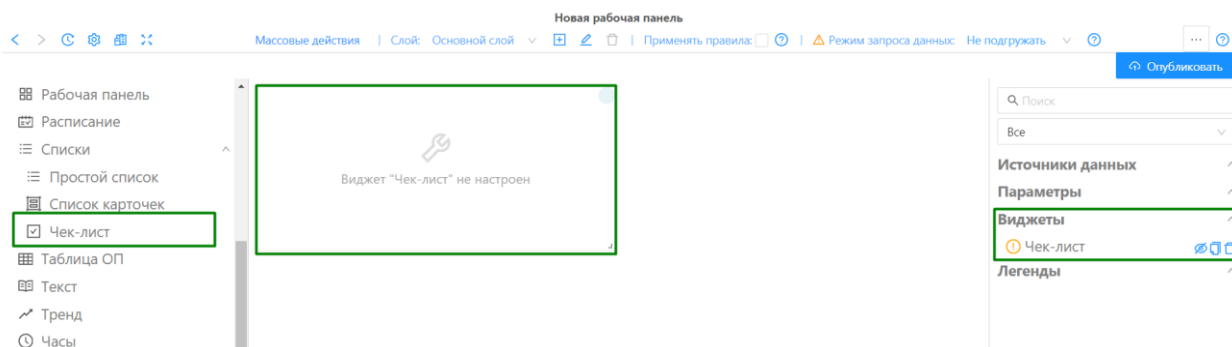 Новая рабочая панель
Массовые действия | Слой: Основной слой | Применять правила: | Режим запроса данных: Не подгружать
Опубликовать
Рабочая панель
Расписание
Списки
Простой список
Список карточек
Чек-лист
Таблица ОП
Текст
Тренд
Часы
Виджет "Чек-лист" не настроен
Поиск
Все
Источники данных
Параметры
Виджеты
Чек-лист
Легенды